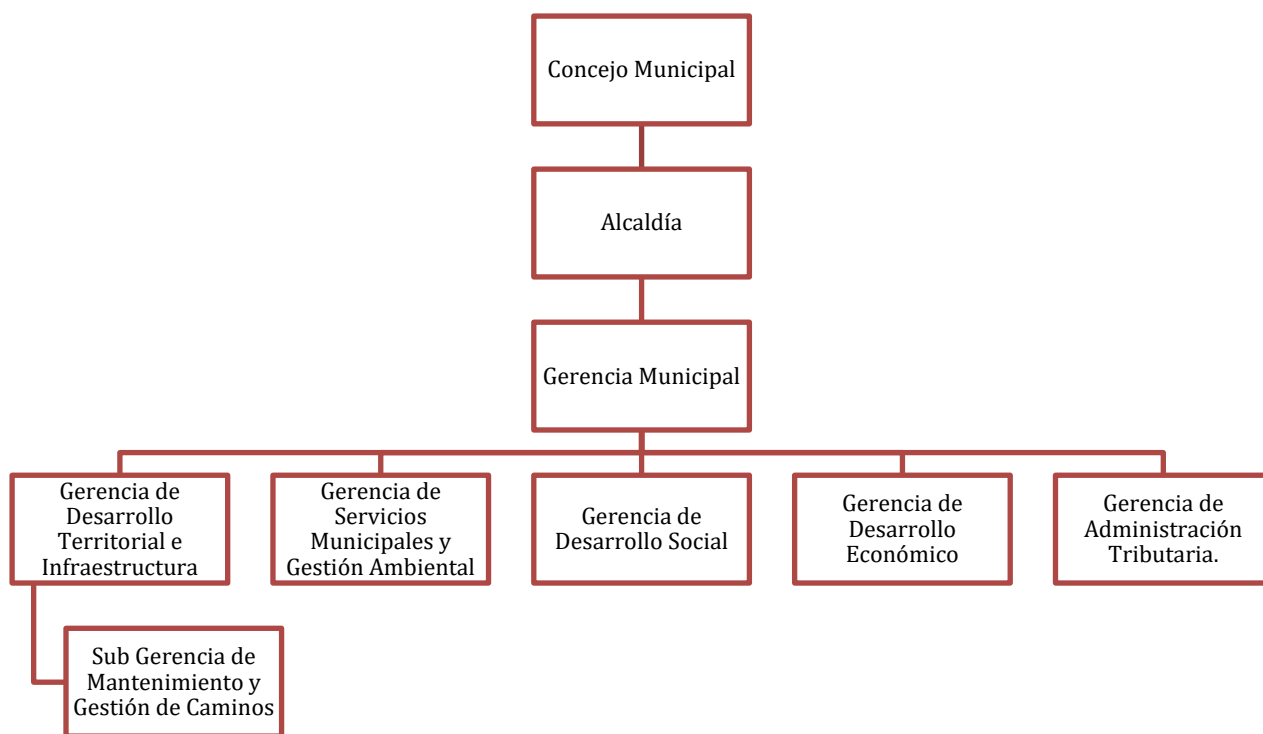 Concejo Municipal
Alcaldía
Gerencia Municipal
Gerencia de
Desarrollo
Territorial e
Infraestructura
Gerencia de
Servicios
Municipales y
Gestión Ambiental
Gerencia de
Desarrollo Social
Gerencia de
Desarrollo
Económico
Gerencia de
Administración
Tributaria.
Sub Gerencia de
Mantenimiento y
Gestión de Caminos